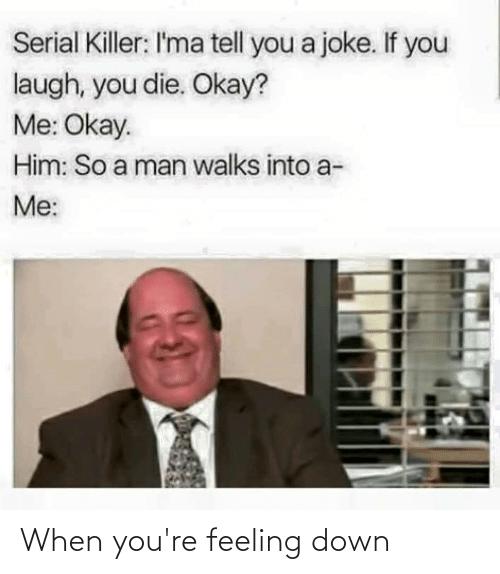 Serial Killer: I'ma tell you a joke. If you
laugh, you die. Okay?
Me: Okay.
Him: So a man walks into a-
Me:
When you're feeling down